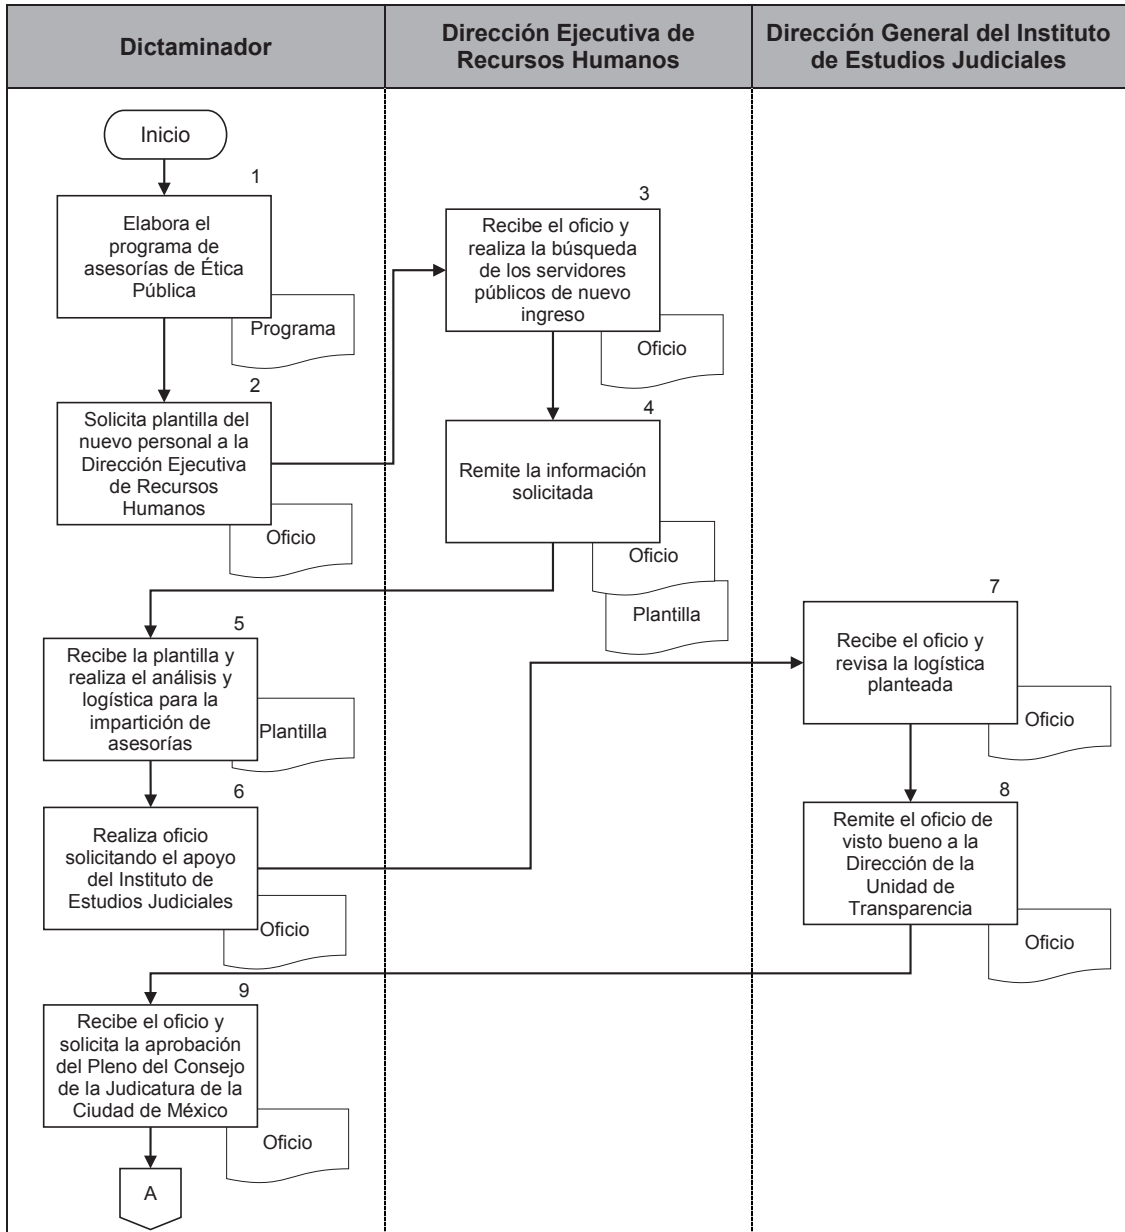 Dictaminador
Dirección Ejecutiva de
Recursos Humanos
Dirección General del Instituto
de Estudios Judiciales
Inicio
1
Elabora el
programa de
asesorías de Ética
Pública
Programa
2
Solicita plantilla del
nuevo personal a la
Dirección Ejecutiva
de Recursos
Humanos
Oficio
3
Recibe el oficio y
realiza la búsqueda
de los servidores
públicos de nuevo
ingreso
Oficio
4
Remite la información
solicitada
Oficio
Plantilla
5
Recibe la plantilla y
realiza el análisis y
logística para la
impartición de
asesorías
Plantilla
6
Realiza oficio
solicitando el apoyo
del Instituto de
Estudios Judiciales
Oficio
7
Recibe el oficio y
revisa la logística
planteada
Oficio
8
Remite el oficio de
visto bueno a la
Dirección de la
Unidad de
Transparencia
Oficio
9
Recibe el oficio y
solicita la aprobación
del Pleno del Consejo
de la Judicatura de la
Ciudad de México
Oficio
A